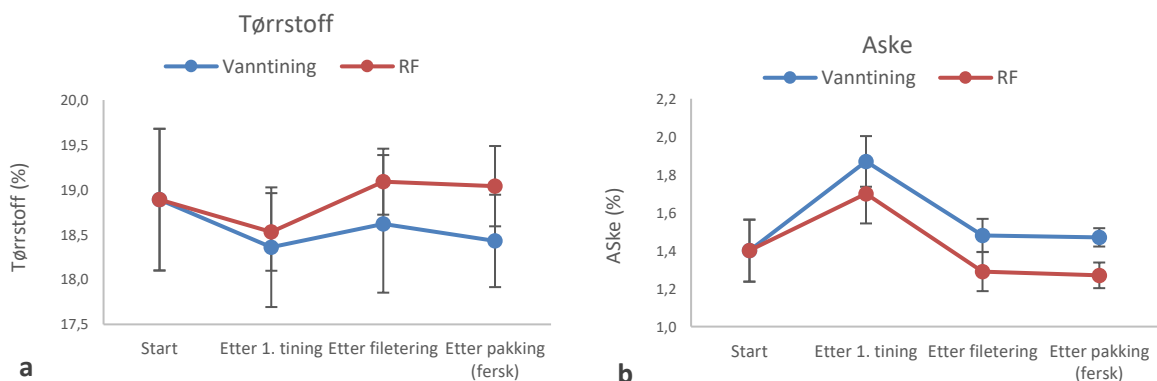 Tørrstoff
Vanntining RF
Tørrstoff (%)
20,0
19,5
19,0
18,5
18,0
17,5
Start Etter 1. tining Etter filetering Etter pakking
(fersk)
a
Aske
Vanntining RF
ASke (%)
2,2
2,0
1,8
1,6
1,4
1,2
1,0
Start Etter 1. tining Etter filetering Etter pakking
(fersk)
b